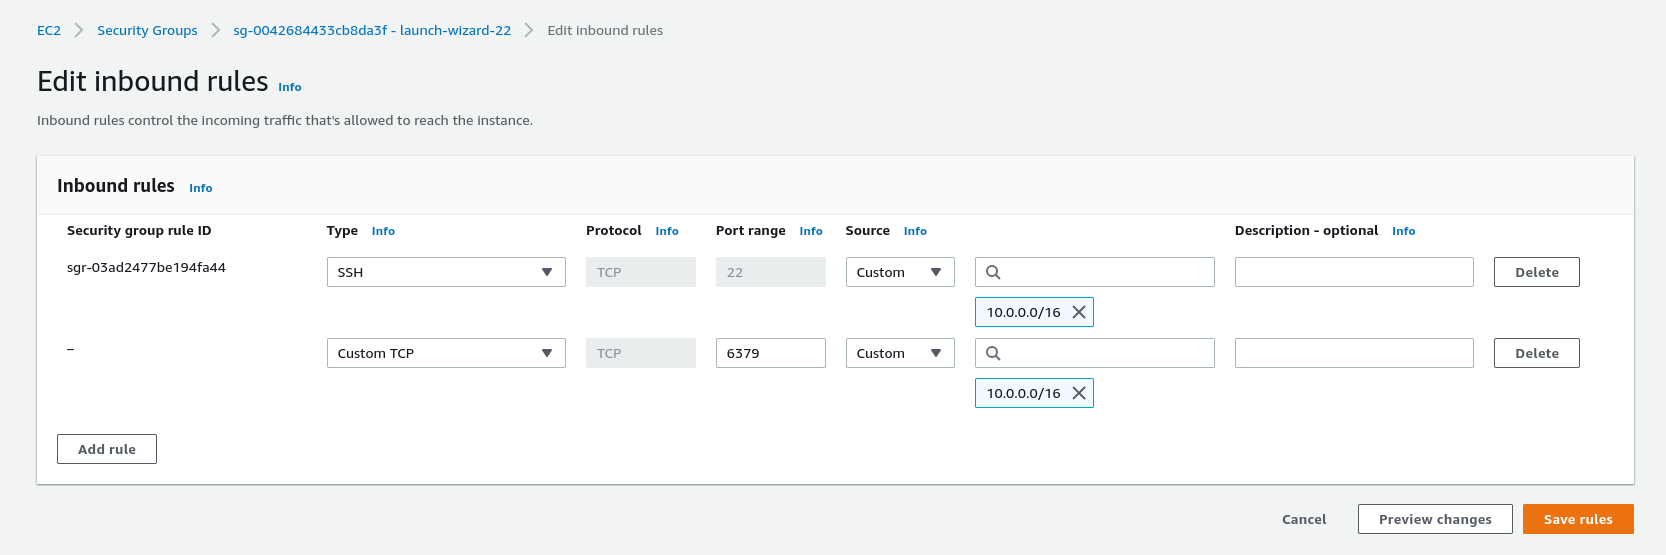 EC2 Security Groups sg-0042684433cb8da3f - launch-wizard-22 Edit inbound rules
Edit inbound rules Info
Inbound rules control the incoming traffic that's allowed to reach the instance.
Inbound rules Info
Security group rule ID Type Info Protocol Info Port range Info Source Info Description - optional Info
sgr-03ad2477be194fa44 SSH TCP 22 Custom Delete
10.0.0.0/16
– Custom TCP TCP 6379 Custom Delete
10.0.0.0/16
Add rule
Cancel Preview changes Save rules